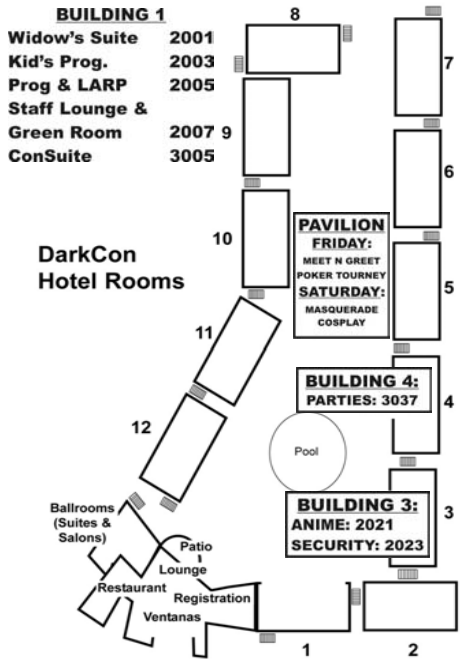 BUILDING 1
Widow's Suite 2001
Kid's Prog. 2003
Prog & LARP 2005
Staff Lounge &
Green Room 2007
ConSuite 3005
8
7
9
6
10
PAVILION
FRIDAY:
MEET N GREET
POKER TOURNEY
SATURDAY:
MASQUERADE
COSPLAY
DarkCon
Hotel Rooms
5
11
BUILDING 4:
PARTIES: 3037
4
12
Pool
BUILDING 3:
ANIME: 2021
SECURITY: 2023
3
Ballrooms
(Suites &
Salons)
Patio
Lounge
Restaurant
Registration
Ventanas
1
2